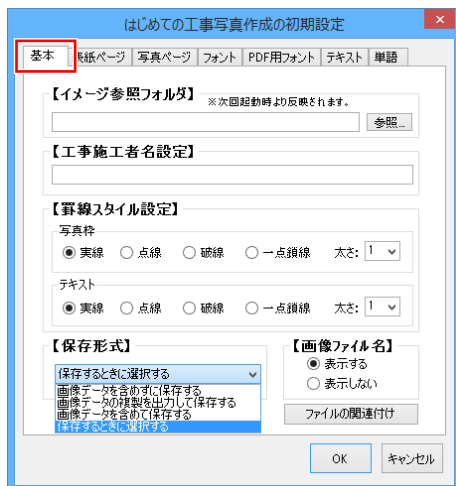 はじめての工事写真作成の初期設定
基本 表紙ページ 写真ページ フォント PDF用フォント テキスト 単語
【イメージ参照フォルダ】 ※次回起動時より反映されます。
参照...
【工事施工者名設定】
【罫線スタイル設定】
写真枠
実線 点線 破線 一点鎖線 太さ: 1
テキスト
実線 点線 破線 一点鎖線 太さ: 1
【保存形式】 【画像ファイル名】
保存するときに選択する 表示する
画像データを含めずに保存する 表示しない
画像データの複製を出力して保存する
画像データを含めて保存する
保存するときに選択する
ファイルの関連付け
OK キャンセル